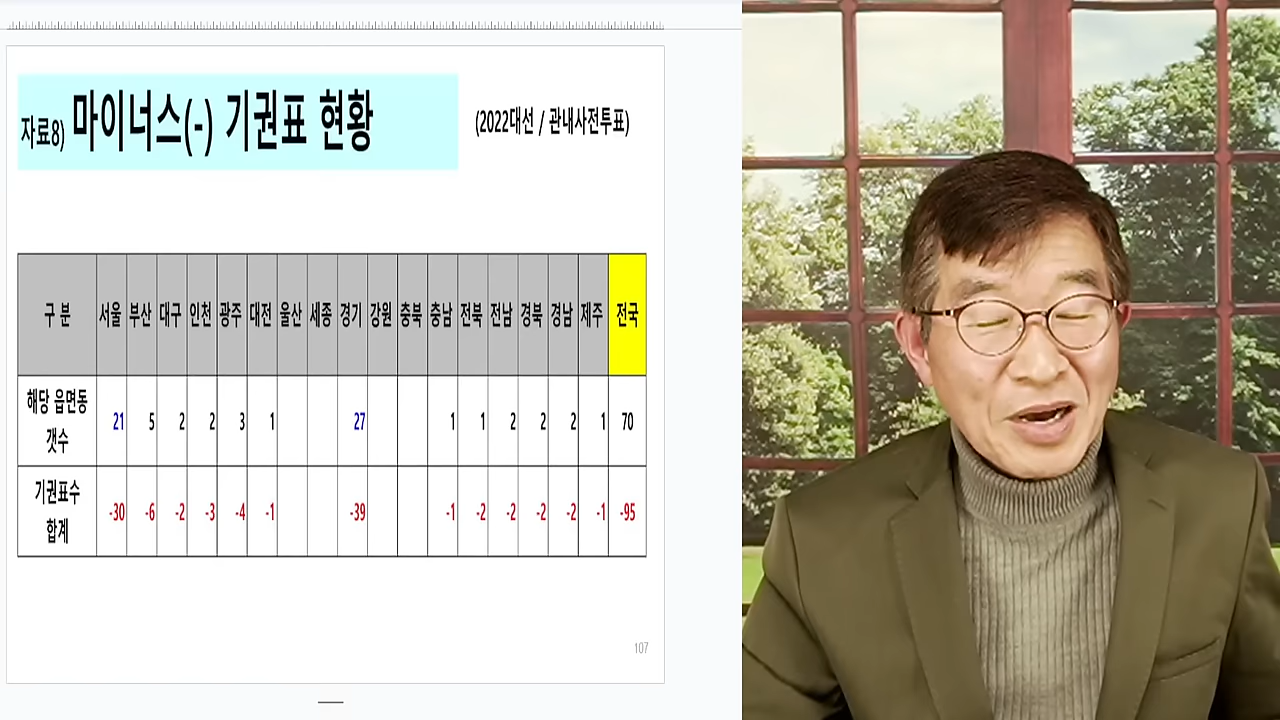 자료8) 마이너스(-) 기권표 현황 (2022대선 / 관내사전투표)
구 분 서울 부산 대구 인천 광주 대전 울산 세종 경기 강원 충북 충남 전북 전남 경북 경남 제주 전국
해당 읍면동
갯수 21 5 2 2 3 1 27 1 1 2 2 2 1 70
기권표수
합계 -30 -6 -2 -3 -4 -1 -39 -1 -2 -2 -2 -2 -1 -95
107